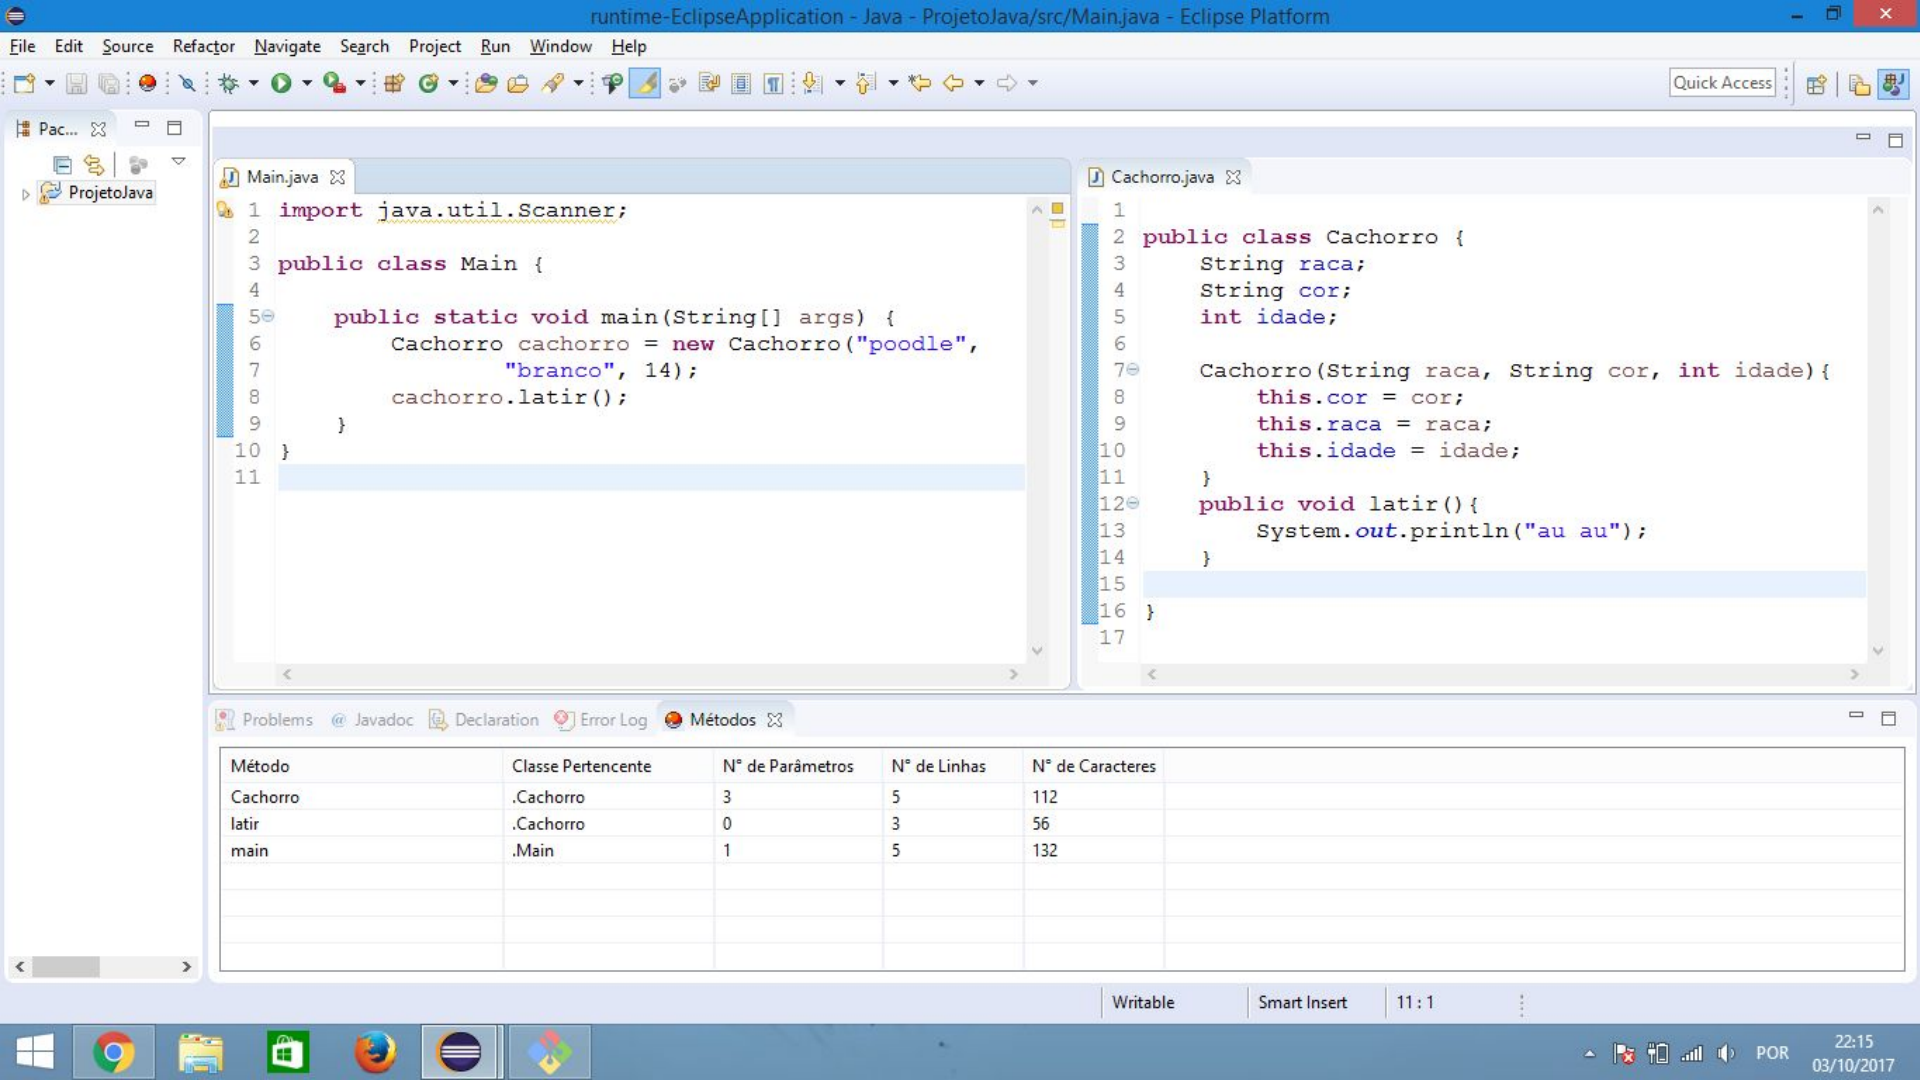 runtime-EclipseApplication - Java - ProjetoJava/src/Main.java - Eclipse Platform
File Edit Source Refactor Navigate Search Project Run Window Help
Quick Access
Pac...
ProjetoJava
Main.java
1 import java.util.Scanner;
2
3 public class Main {
4
5 public static void main(String[] args) {
6 Cachorro cachorro = new Cachorro("poodle",
7 "branco", 14);
8 cachorro.latir();
9 }
10 }
11
Cachorro.java
1
2 public class Cachorro {
3 String raca;
4 String cor;
5 int idade;
6
7 Cachorro(String raca, String cor, int idade){
8 this.cor = cor;
9 this.raca = raca;
10 this.idade = idade;
11 }
12 public void latir(){
13 System.out.println("au au");
14 }
15
16 }
17
Problems @ Javadoc Declaration Error Log Métodos
Método Classe Pertencente N° de Parâmetros N° de Linhas N° de Caracteres
Cachorro .Cachorro 3 5 112
latir .Cachorro 0 3 56
main .Main 1 5 132
Writable Smart Insert 11 : 1
POR
22:15
03/10/2017